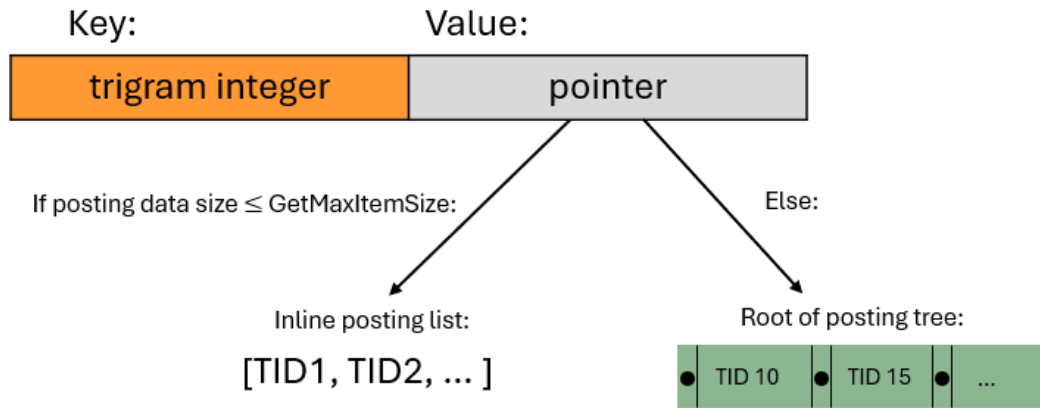 Key: Value:
trigram integer pointer
If posting data size ≤ GetMaxItemSize: Else:
Inline posting list: Root of posting tree:
[TID1, TID2, ... ] TID 10 TID 15 ...